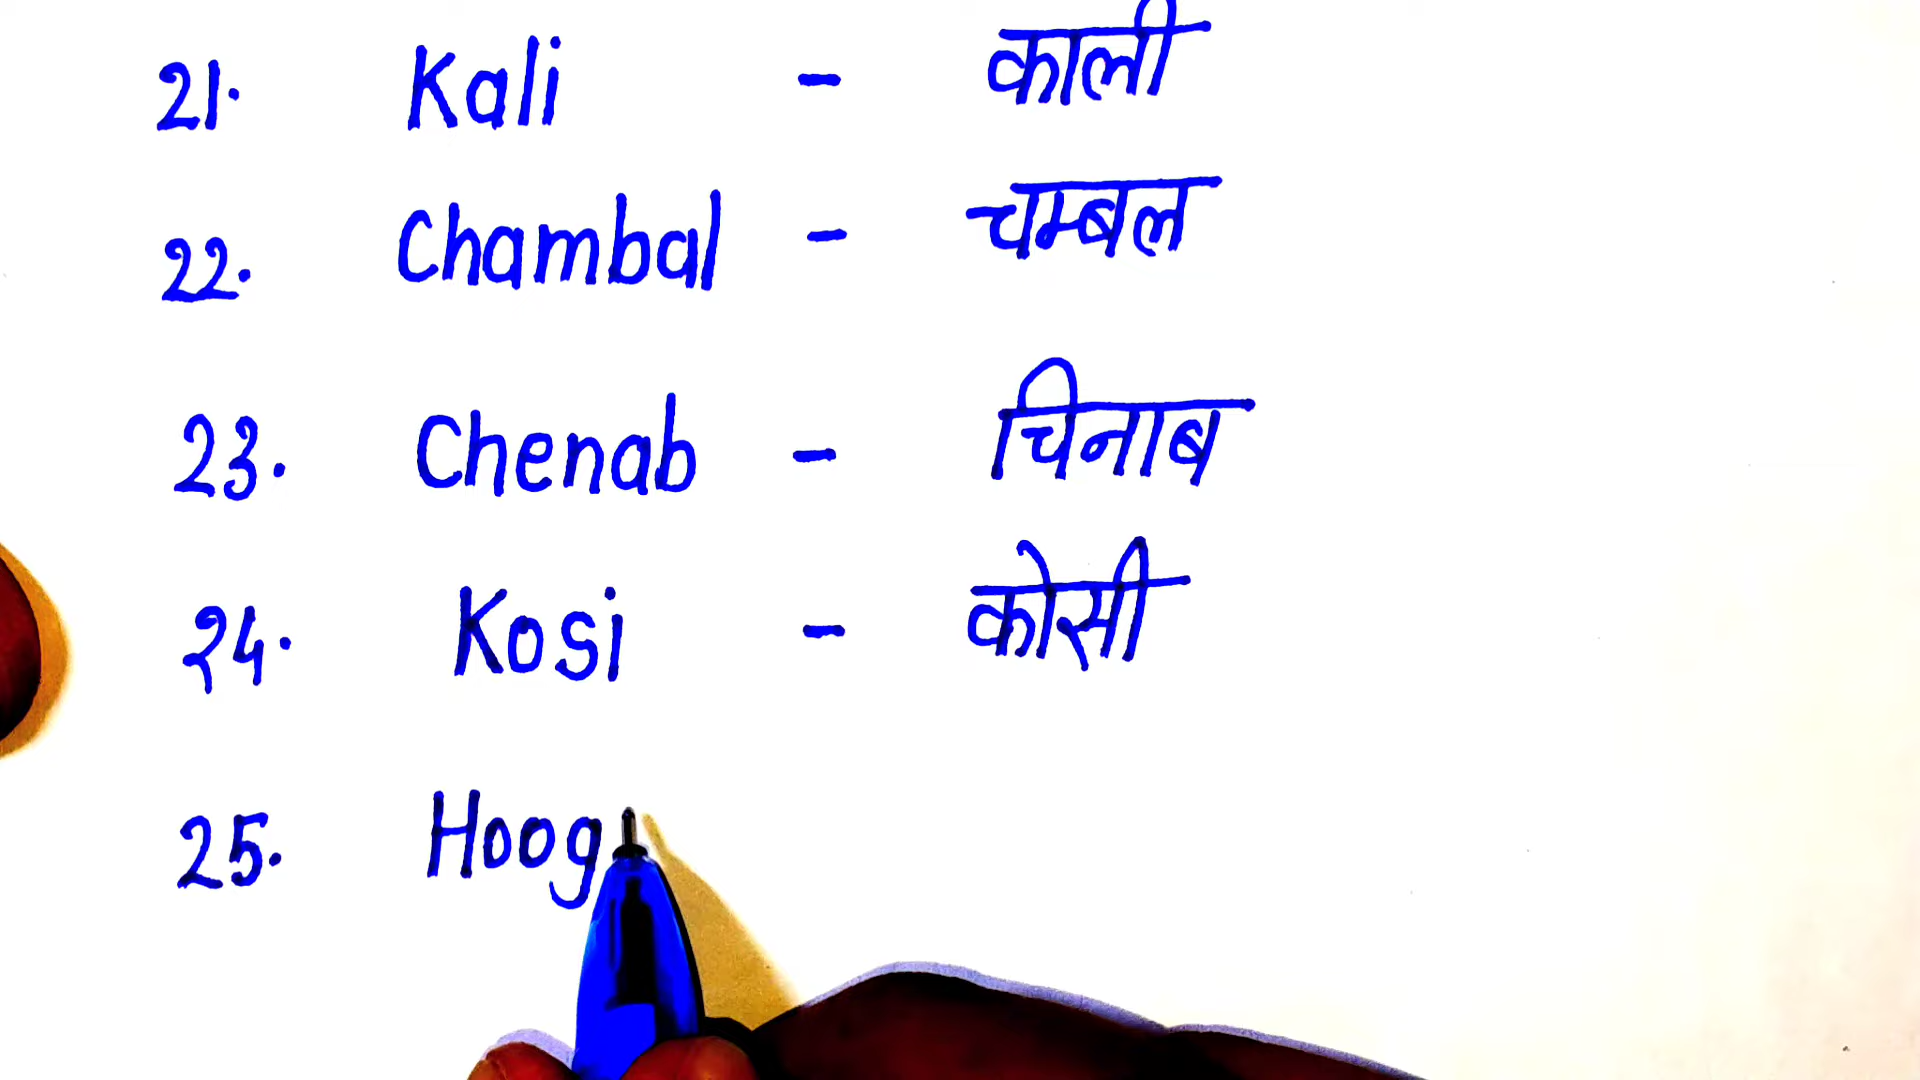 21. Kali - काली
22. Chambal - चम्बल
23. Chenab - चिनाब
24. Kosi - कोसी
25. Hoog